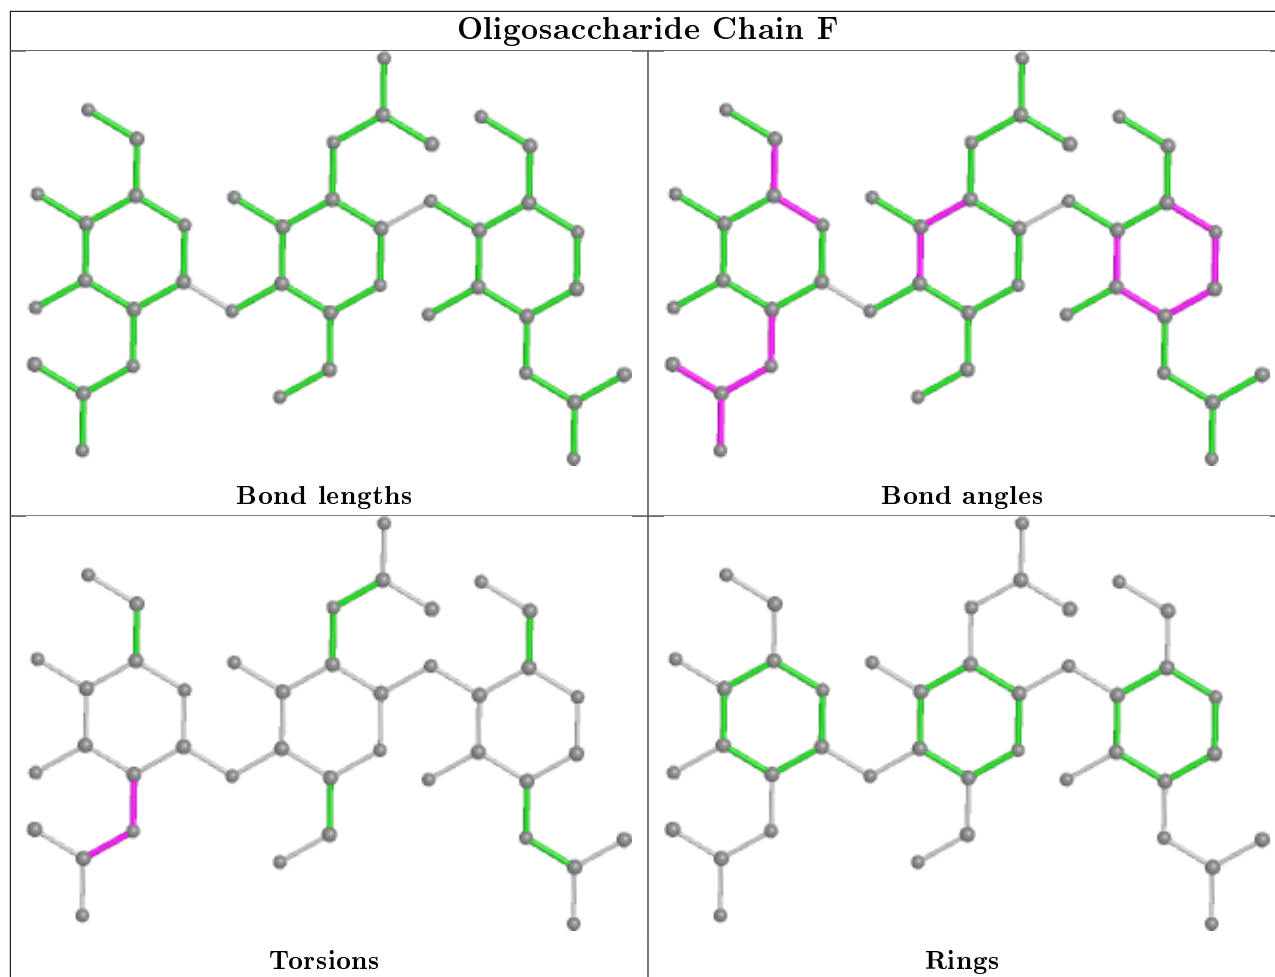 Oligosaccharide Chain F
Bond lengths
Bond angles
Torsions
Rings